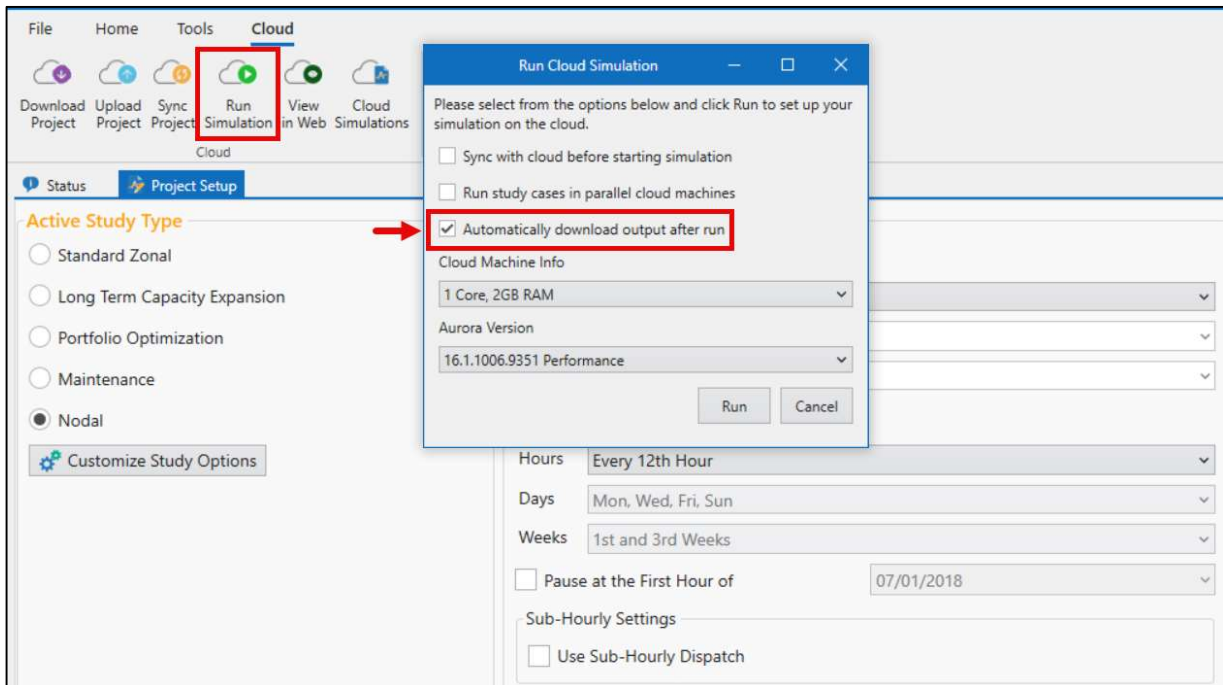 File Home Tools Cloud
Download Project
Upload Project
Sync Project
Run Simulation
View in Web
Cloud Simulations
Cloud
Status
Project Setup
Active Study Type
Standard Zonal
Long Term Capacity Expansion
Portfolio Optimization
Maintenance
Nodal
Customize Study Options
Run Cloud Simulation
Please select from the options below and click Run to set up your
simulation on the cloud.
Sync with cloud before starting simulation
Run study cases in parallel cloud machines
Automatically download output after run
Cloud Machine Info
1 Core, 2GB RAM
Aurora Version
16.1.1006.9351 Performance
Run Cancel
Hours Every 12th Hour
Days Mon, Wed, Fri, Sun
Weeks 1st and 3rd Weeks
Pause at the First Hour of 07/01/2018
Sub-Hourly Settings
Use Sub-Hourly Dispatch